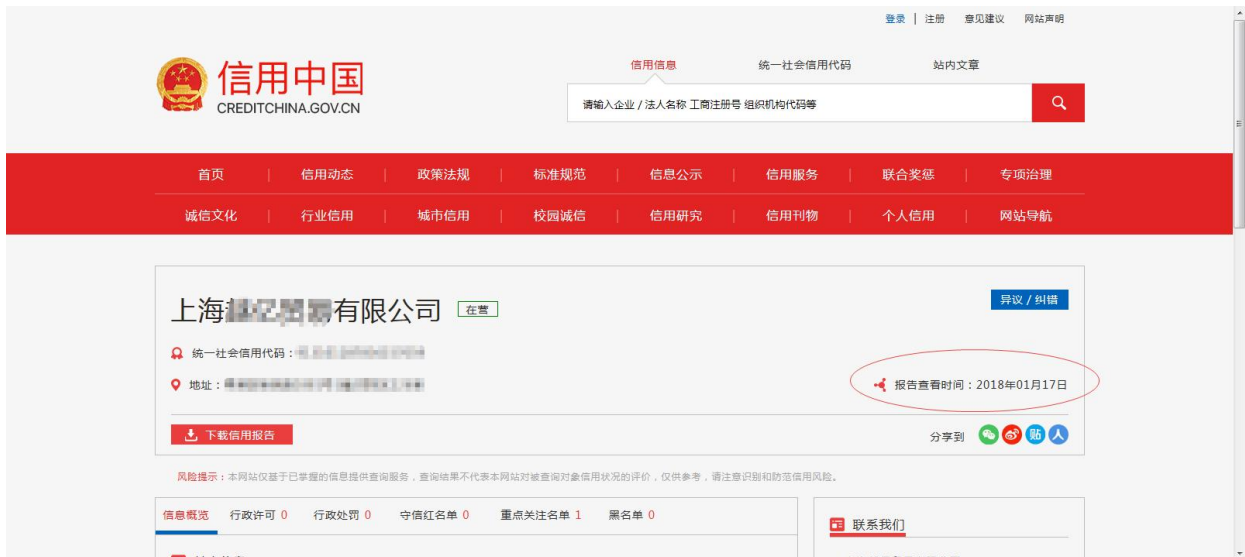 登录 | 注册 意见建议 网站声明
信用中国
CREDITCHINA.GOV.CN
信用信息 统一社会信用代码 站内文章
请输入企业 / 法人名称 工商注册号 组织机构代码等
首页 | 信用动态 | 政策法规 | 标准规范 | 信息公示 | 信用服务 | 联合奖惩 | 专项治理
诚信文化 | 行业信用 | 城市信用 | 校园诚信 | 信用研究 | 信用刊物 | 个人信用 | 网站导航
上海 有限公司 在营
异议 / 纠错
统一社会信用代码：
地址：
报告查看时间：2018年01月17日
下载信用报告
分享到 贴 人
风险提示：本网站仅基于已掌握的信息提供查询服务，查询结果不代表本网站对被查询对象信用状况的评价，仅供参考，请注意识别和防范信用风险。
信息概览 行政许可 0 行政处罚 0 守信红名单 0 重点关注名单 1 黑名单 0
联系我们